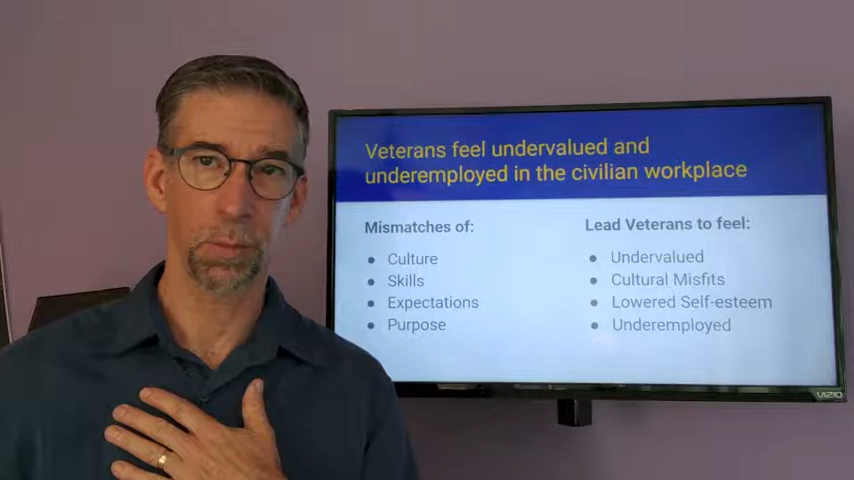 Veterans feel undervalued and
underemployed in the civilian workplace
Mismatches of:
● Culture
● Skills
● Expectations
● Purpose
Lead Veterans to feel:
● Undervalued
● Cultural Misfits
● Lowered Self-esteem
● Underemployed
VIZIO